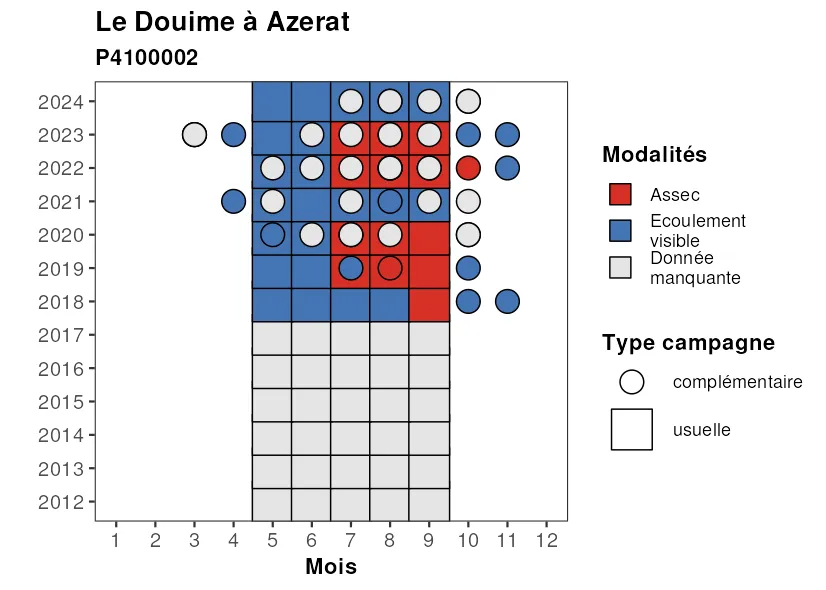 Le Douime à Azerat
P4100002
2024
2023
2022
2021
2020
2019
2018
2017
2016
2015
2014
2013
2012
1 2 3 4 5 6 7 8 9 10 11 12
Mois
Modalités
Assec
Ecoulement
visible
Donnée
manquante
Type campagne
complémentaire
usuelle